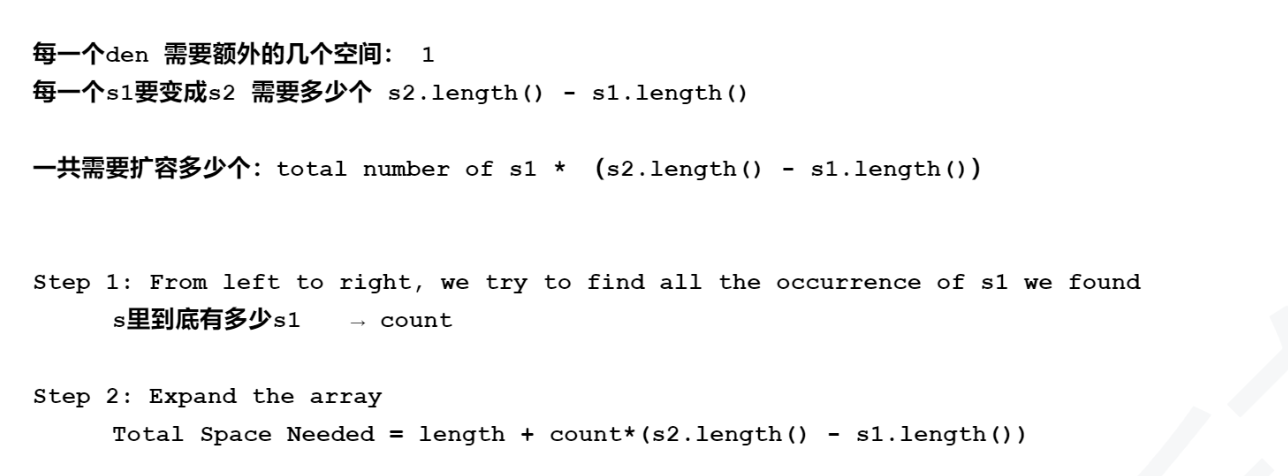 每一个den 需要额外的几个空间： 1
每一个s1要变成s2 需要多少个 s2.length() - s1.length()
一共需要扩容多少个：total number of s1 * （s2.length() - s1.length()）
Step 1: From left to right, we try to find all the occurrence of s1 we found
s里到底有多少s1 → count
Step 2: Expand the array
Total Space Needed = length + count*(s2.length() - s1.length())